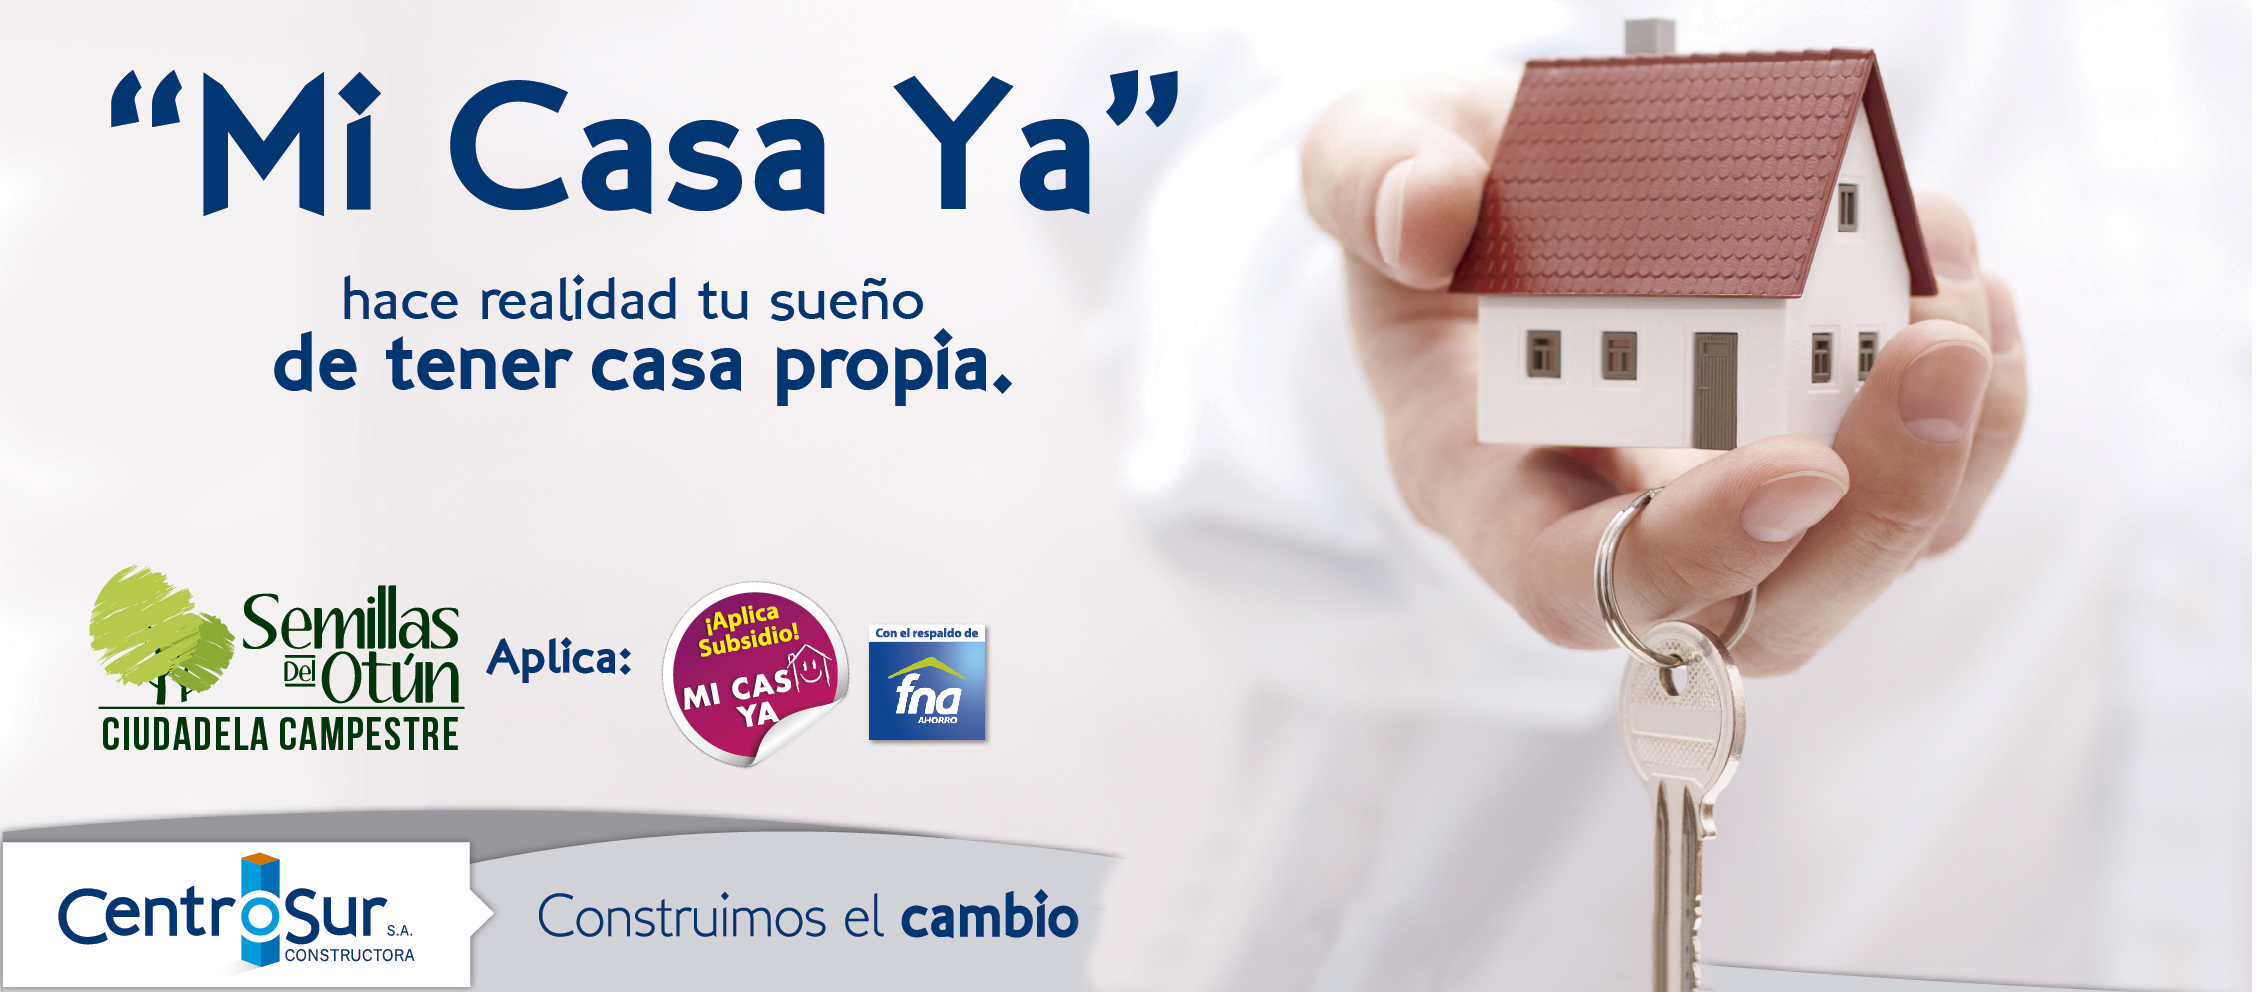 “Mi Casa Ya”
hace realidad tu sueño
de tener casa propia.
Semillas
Del Otún
CIUDADELA CAMPESTRE
Aplica:
¡Aplica
Subsidio!
MI CAS
YA
Con el respaldo de
fna
AHORRO
CentroSur S.A.
CONSTRUCTORA
Construimos el cambio